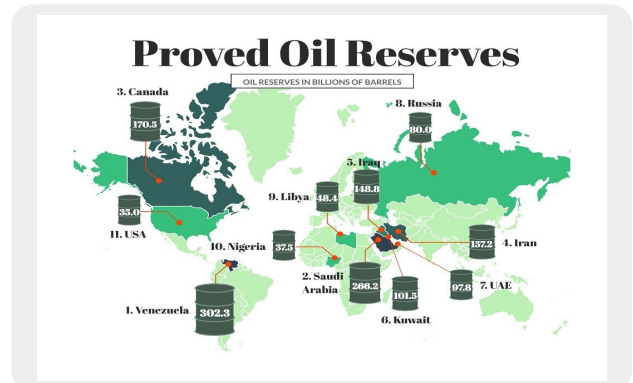 Proved Oil Reserves
OIL RESERVES IN BILLIONS OF BARRELS
3. Canada
170.5
8. Russia
80.0
5. Iraq
148.8
9. Libya
48.4
35.0
11. USA
10. Nigeria
37.5
157.2
4. Iran
2. Saudi
Arabia
266.2
101.5
97.8
7. UAE
1. Venezuela
302.3
6. Kuwait